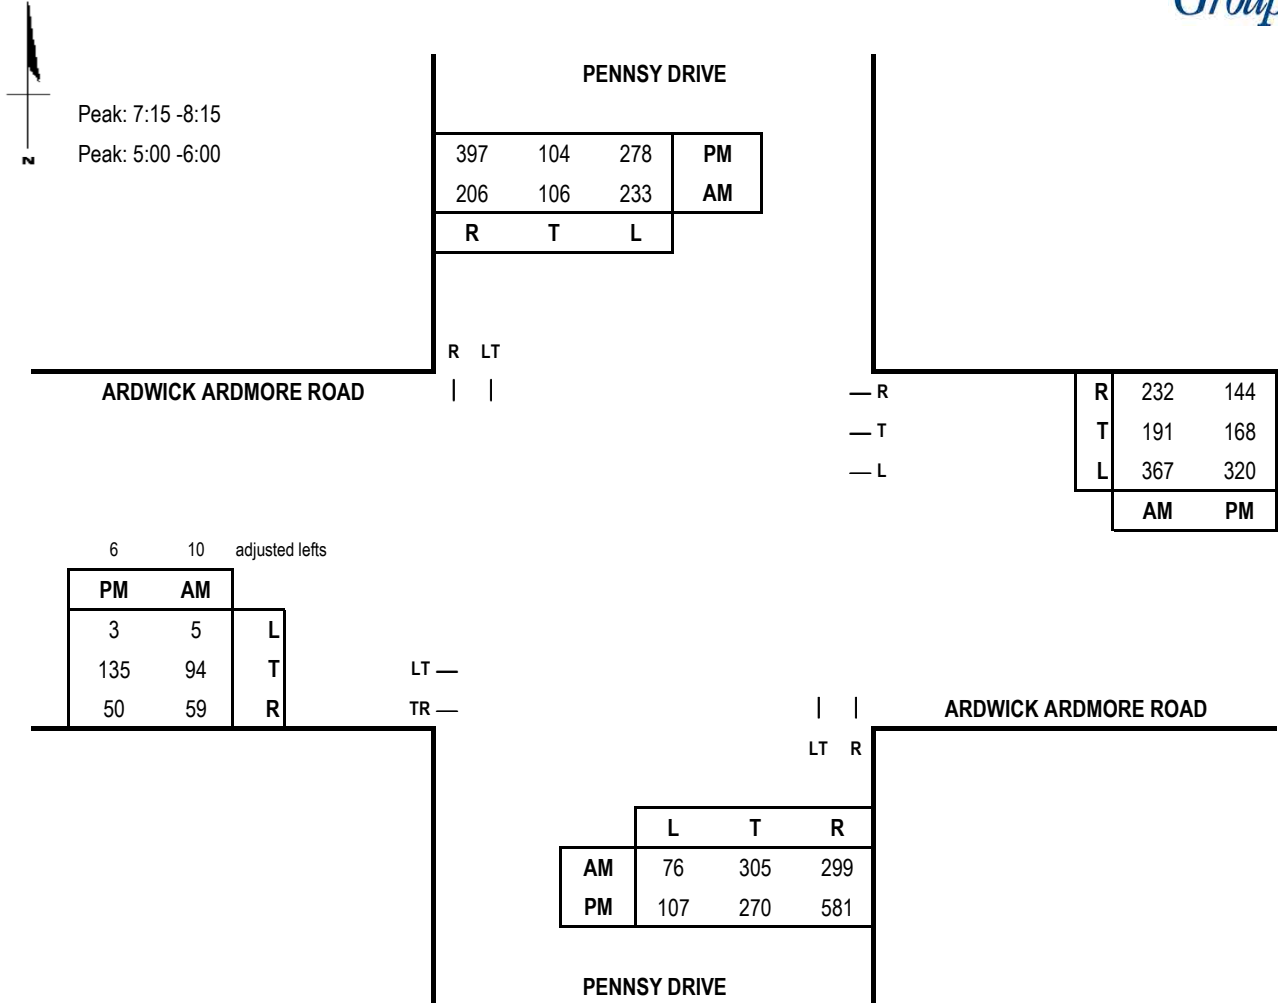 Group
PENNSY DRIVE
Peak: 7:15 -8:15
Peak: 5:00 -6:00
N
397 104 278 PM
206 106 233 AM
R T L
R LT
ARDWICK ARDMORE ROAD
R
T
L
R 232 144
T 191 168
L 367 320
AM PM
6 10 adjusted lefts
PM AM
3 5 L
135 94 T
50 59 R
LT
TR
ARDWICK ARDMORE ROAD
LT R
L T R
AM 76 305 299
PM 107 270 581
PENNSY DRIVE